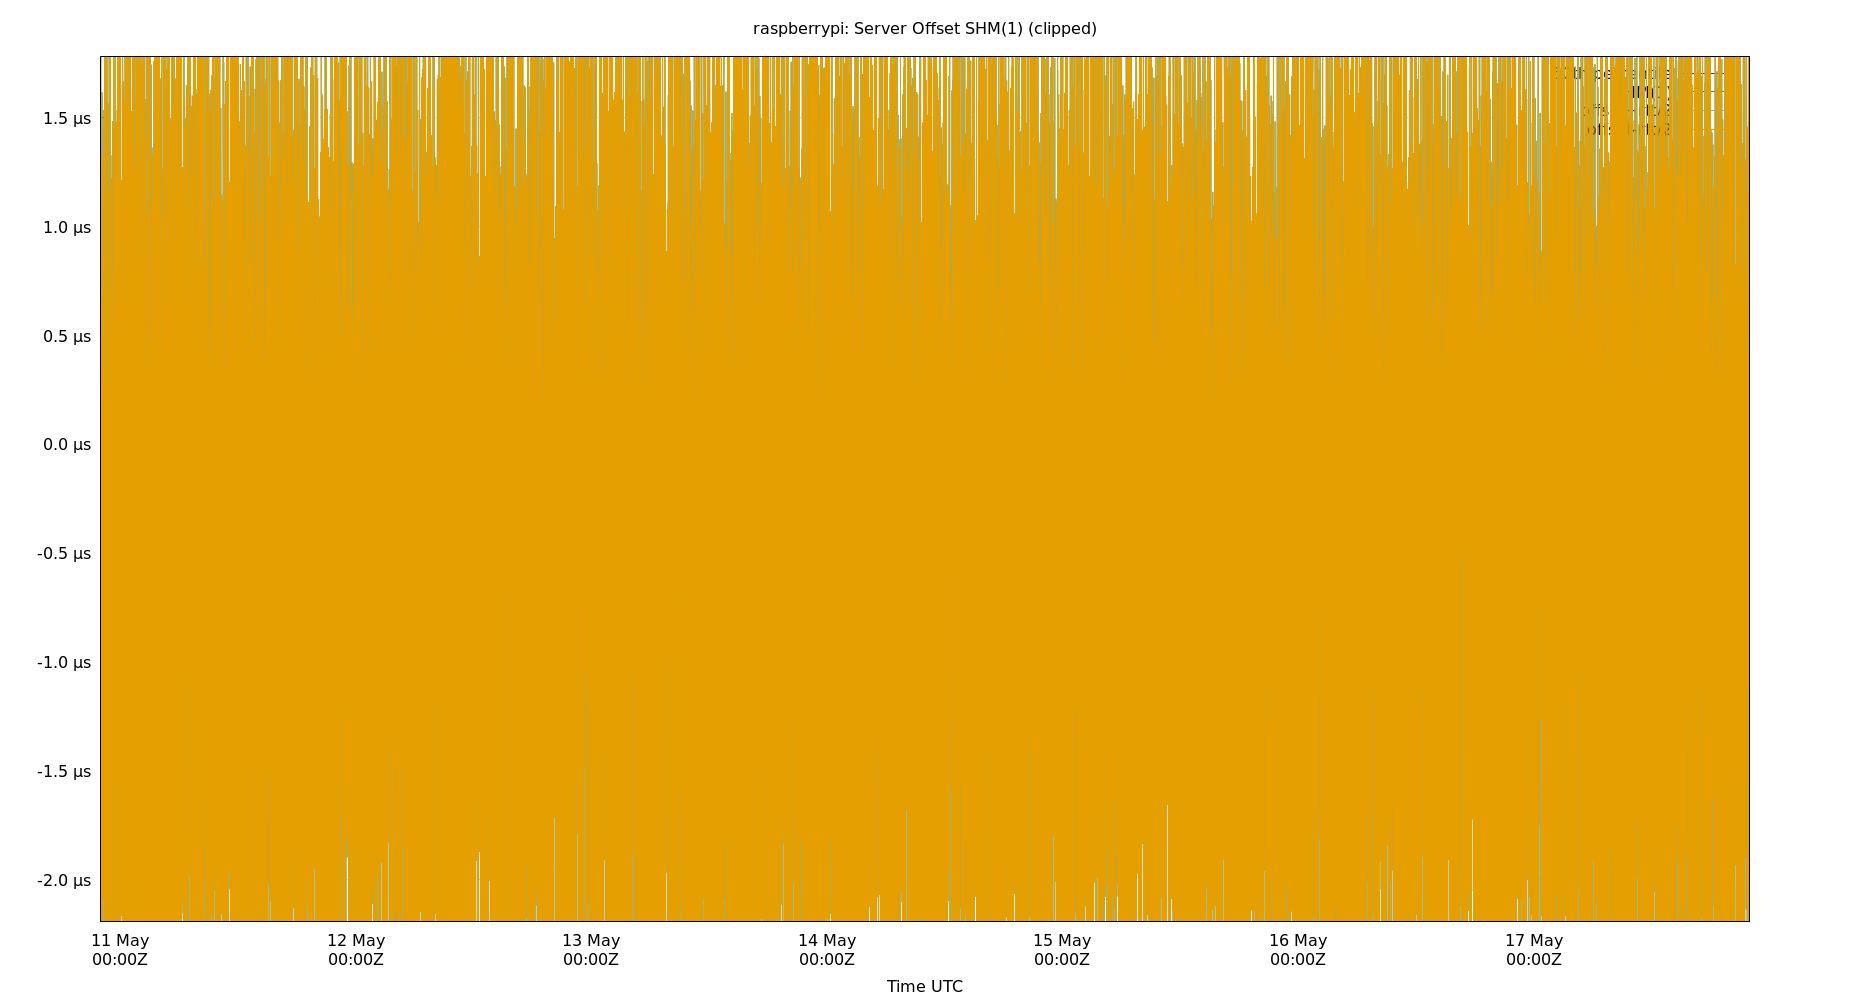 raspberrypi: Server Offset SHM(1) (clipped)
1.5 µs
1.0 µs
0.5 µs
0.0 µs
-0.5 µs
-1.0 µs
-1.5 µs
-2.0 µs
11 May
00:00Z
12 May
00:00Z
13 May
00:00Z
14 May
00:00Z
15 May
00:00Z
16 May
00:00Z
17 May
00:00Z
Time UTC